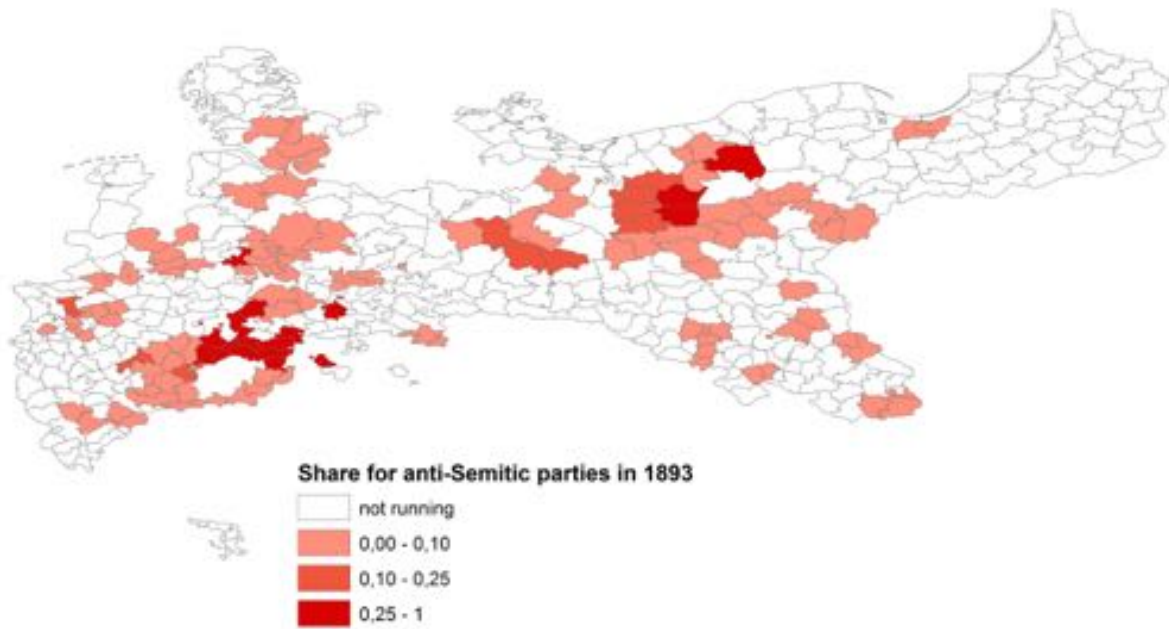 Share for anti-Semitic parties in 1893
not running
0,00 - 0,10
0,10 - 0,25
0,25 - 1